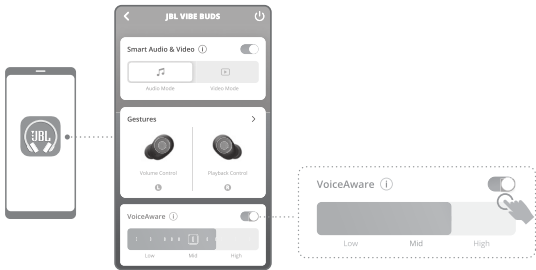 JBL
JBL VIBE BUDS
Smart Audio & Video
Audio Mode Video Mode
Gestures
Volume Control Playback Control
L R
VoiceAware
Low Mid High
VoiceAware
Low Mid High